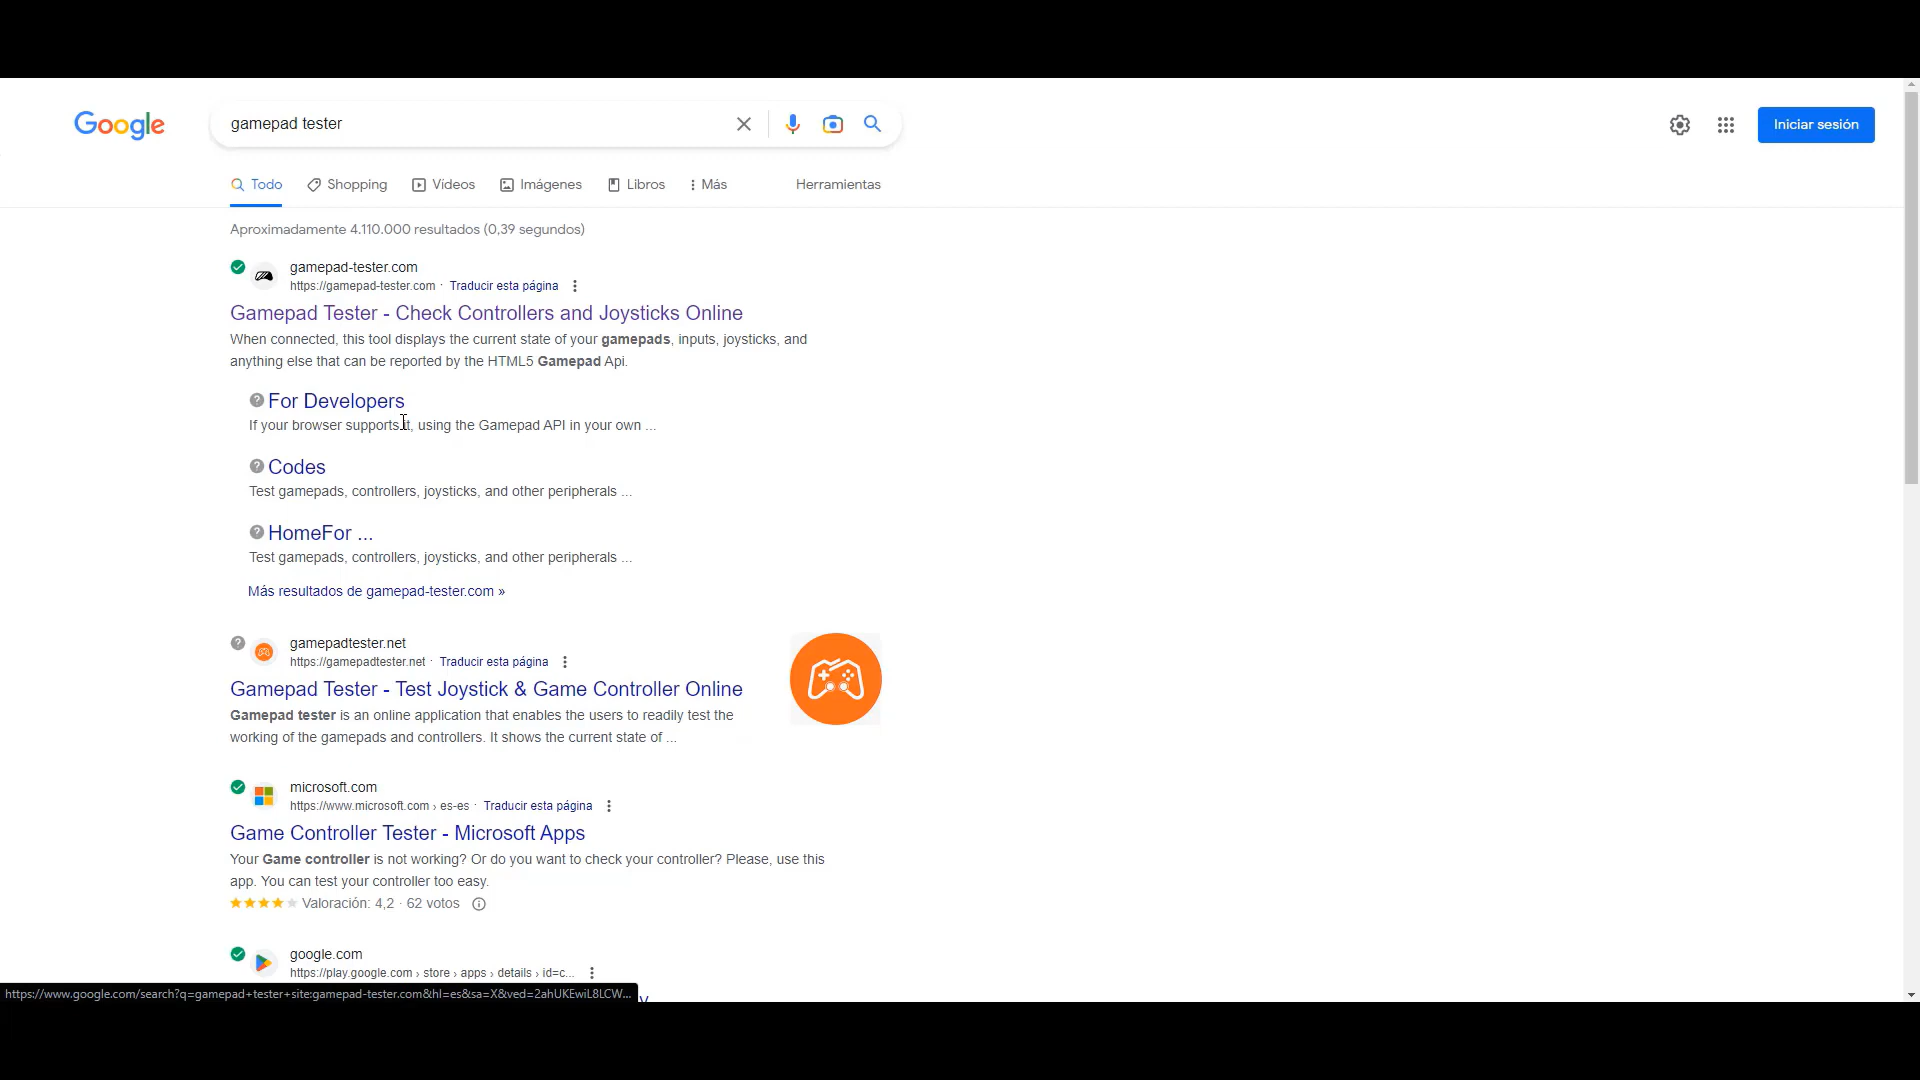 Google
gamepad tester
Iniciar sesión
Todo
Shopping
Vídeos
Imágenes
Libros
Más
Herramientas
Aproximadamente 4.110.000 resultados (0,39 segundos)
gamepad-tester.com
https://gamepad-tester.com · Traducir esta página
Gamepad Tester - Check Controllers and Joysticks Online
When connected, this tool displays the current state of your gamepads, inputs, joysticks, and
anything else that can be reported by the HTML5 Gamepad Api.
For Developers
If your browser supports it, using the Gamepad API in your own ...
Codes
Test gamepads, controllers, joysticks, and other peripherals ...
HomeFor ...
Test gamepads, controllers, joysticks, and other peripherals ...
Más resultados de gamepad-tester.com »
gamepadtester.net
https://gamepadtester.net · Traducir esta página
Gamepad Tester - Test Joystick & Game Controller Online
Gamepad tester is an online application that enables the users to readily test the
working of the gamepads and controllers. It shows the current state of ...
microsoft.com
https://www.microsoft.com › es-es · Traducir esta página
Game Controller Tester - Microsoft Apps
Your Game controller is not working? Or do you want to check your controller? Please, use this
app. You can test your controller too easy.
Valoración: 4,2 · 62 votos
google.com
https://play.google.com › store › apps › details › id=c...
https://www.google.com/search?q=gamepad+tester+site:gamepad-tester.com&hl=es&sa=X&ved=2ahUKEwiL8LCW...